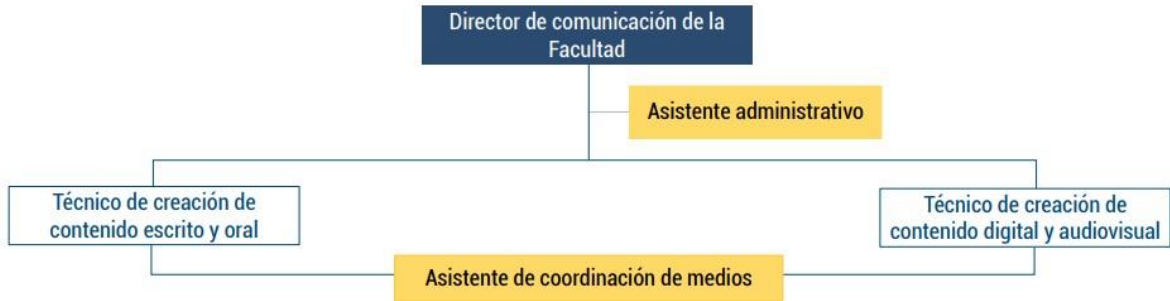 Director de comunicación de la
Facultad
Asistente administrativo
Técnico de creación de
contenido escrito y oral
Técnico de creación de
contenido digital y audiovisual
Asistente de coordinación de medios